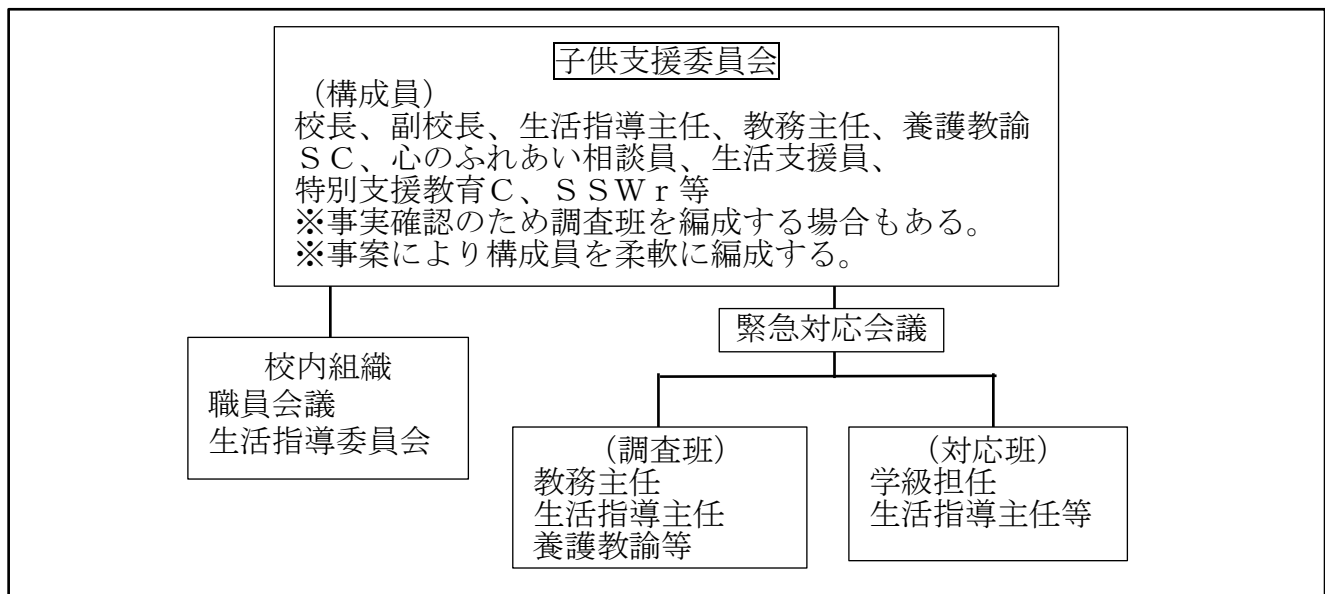 子供支援委員会
（構成員）
校長、副校長、生活指導主任、教務主任、養護教諭
ＳＣ、心のふれあい相談員、生活支援員、
特別支援教育Ｃ、ＳＳＷｒ等
※事実確認のため調査班を編成する場合もある。
※事案により構成員を柔軟に編成する。
緊急対応会議
校内組織
職員会議
生活指導委員会
（調査班）
教務主任
生活指導主任
養護教諭等
（対応班）
学級担任
生活指導主任等